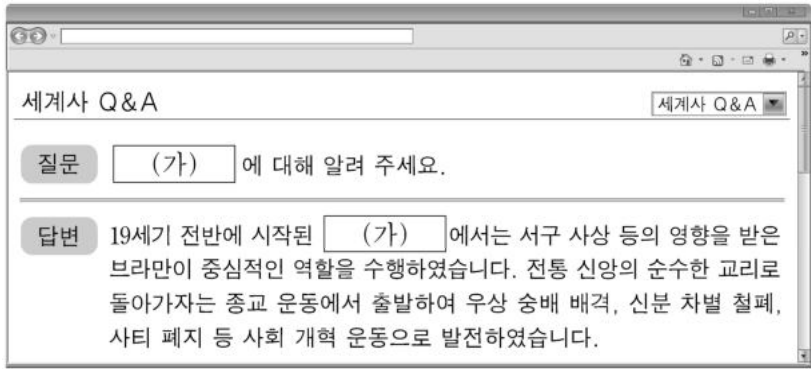 세계사 Q&A
세계사 Q&A
질문 (가) 에 대해 알려 주세요.
답변 19세기 전반에 시작된 (가) 에서는 서구 사상 등의 영향을 받은
브라만이 중심적인 역할을 수행하였습니다. 전통 신앙의 순수한 교리로
돌아가자는 종교 운동에서 출발하여 우상 숭배 배격, 신분 차별 철폐,
사티 폐지 등 사회 개혁 운동으로 발전하였습니다.